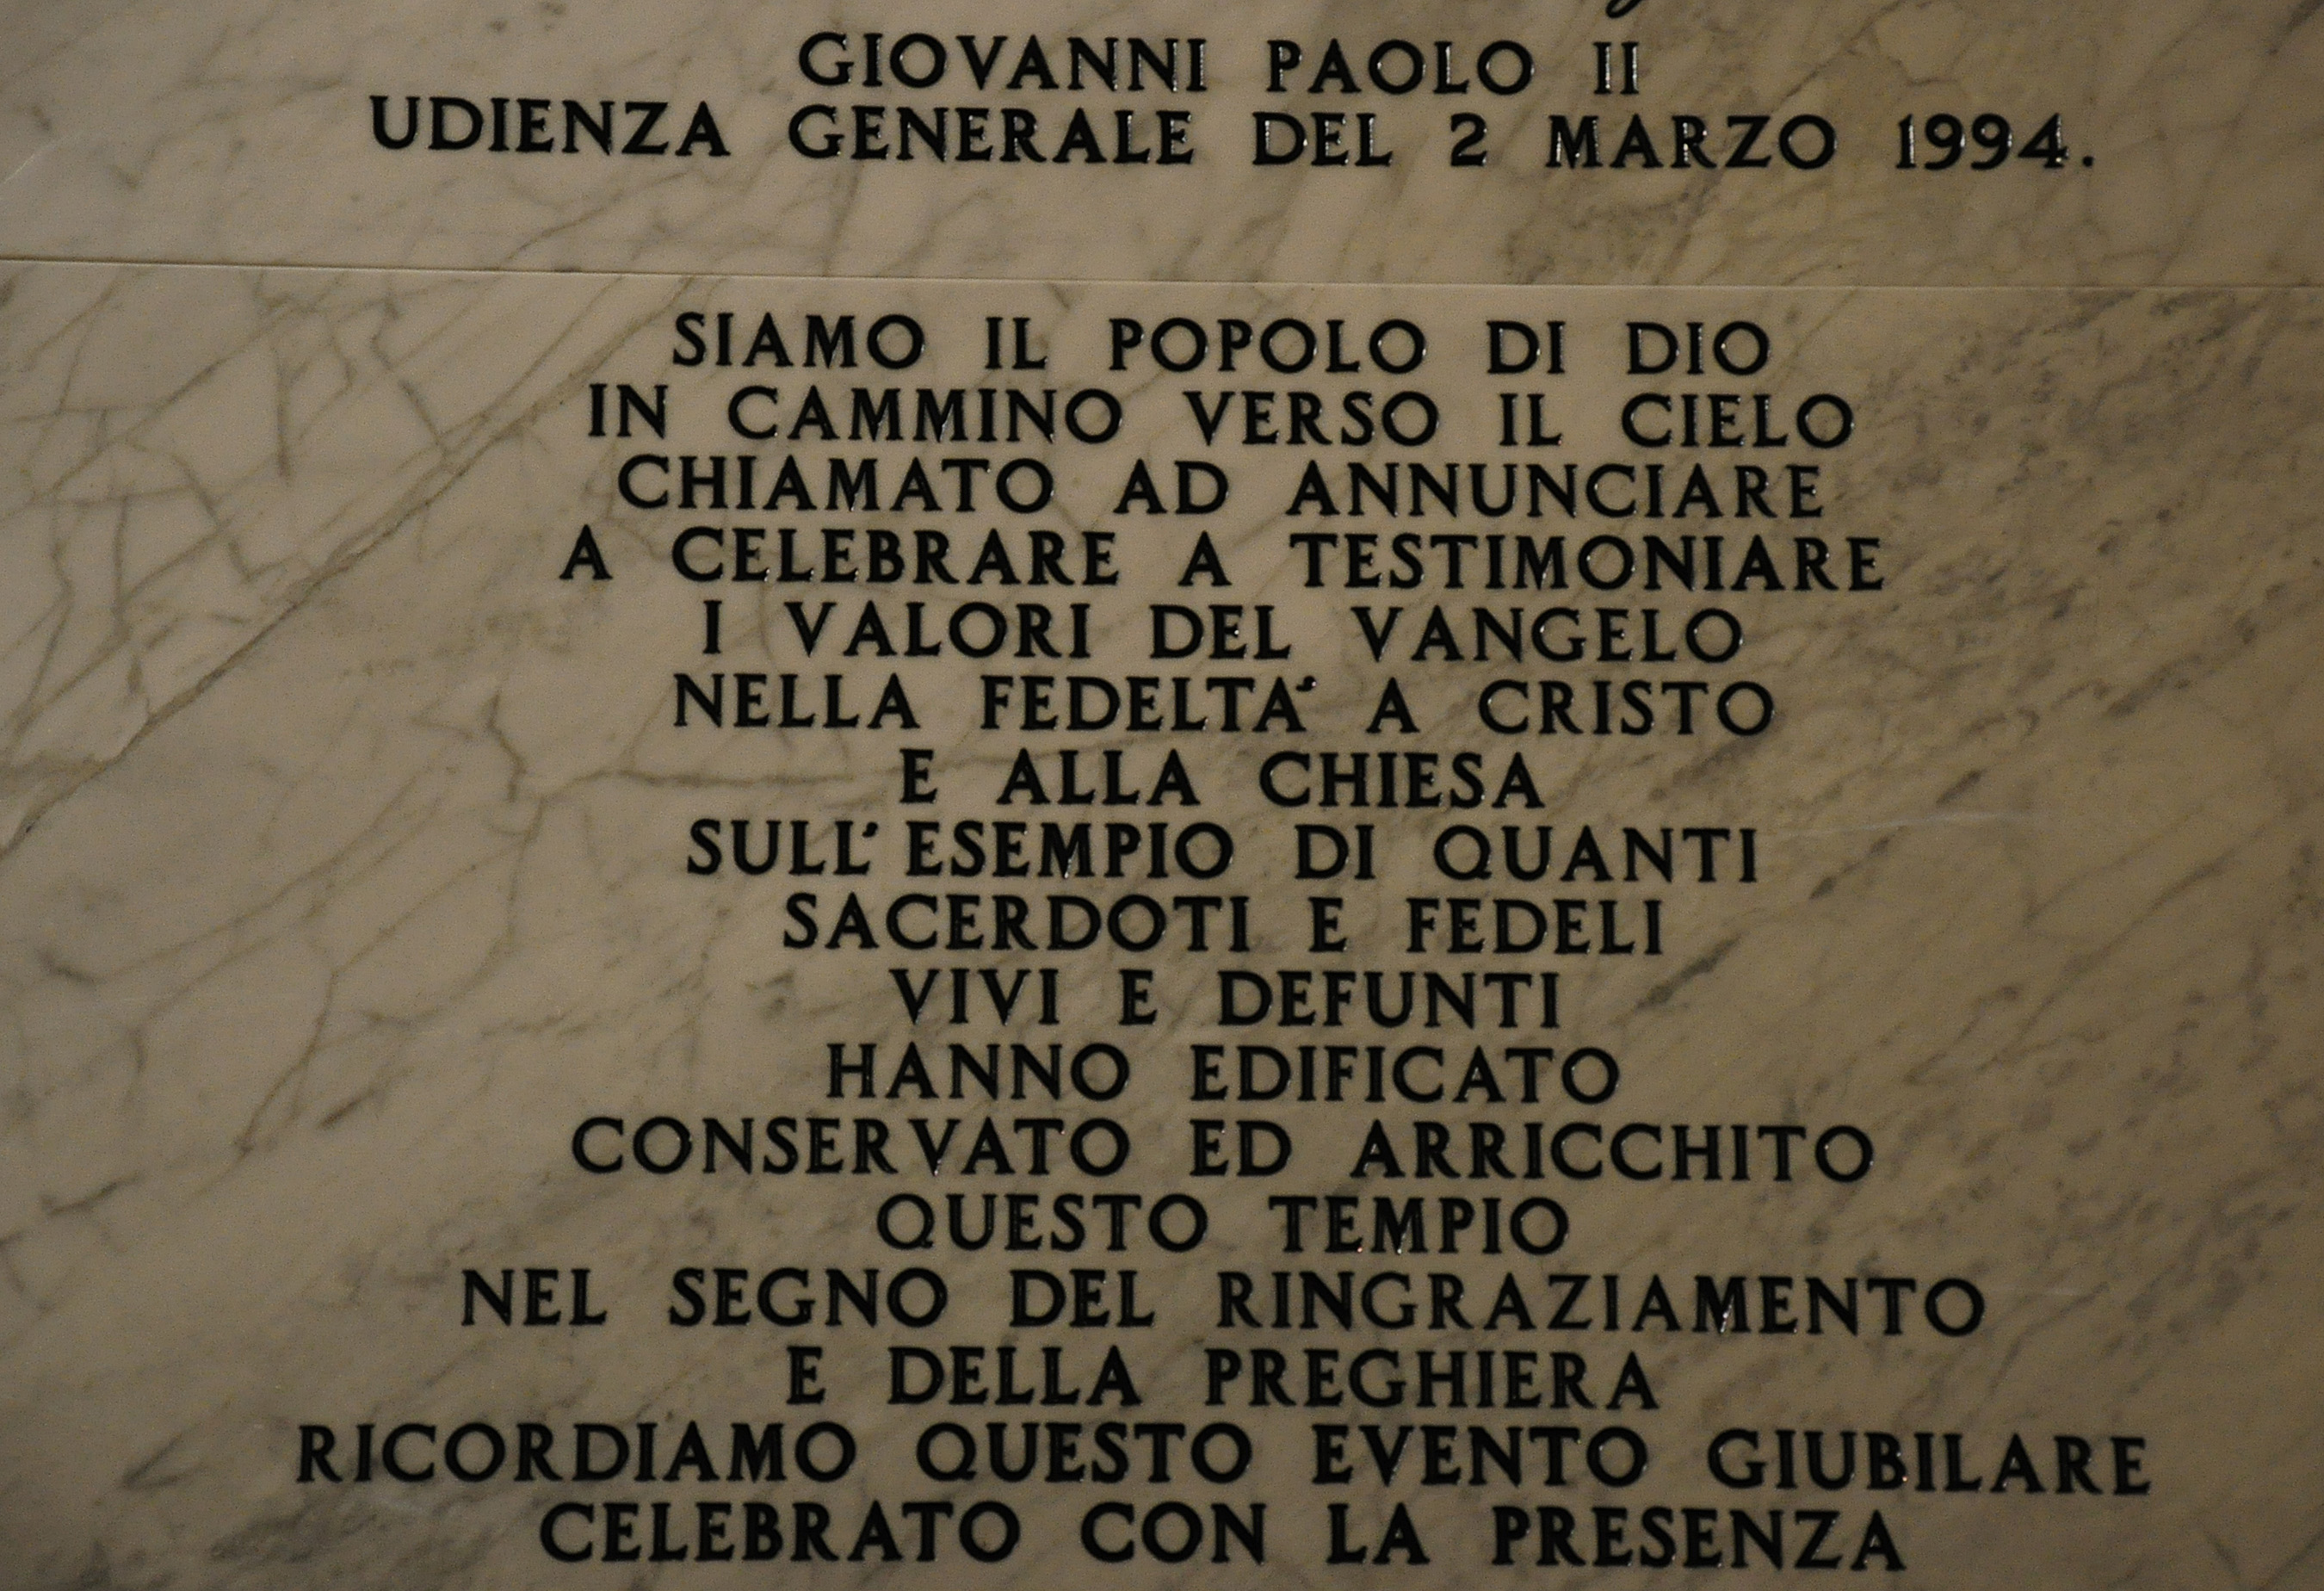 GIOVANNI PAOLO II
UDIENZA GENERALE DEL 2 MARZO 1994.
SIAMO IL POPOLO DI DIO
IN CAMMINO VERSO IL CIELO
CHIAMATO AD ANNUNCIARE
A CELEBRARE A TESTIMONIARE
I VALORI DEL VANGELO
NELLA FEDELTA' A CRISTO
E ALLA CHIESA
SULL'ESEMPIO DI QUANTI
SACERDOTI E FEDELI
VIVI E DEFUNTI
HANNO EDIFICATO
CONSERVATO ED ARRICCHITO
QUESTO TEMPIO
NEL SEGNO DEL RINGRAZIAMENTO
E DELLA PREGHIERA
RICORDIAMO QUESTO EVENTO GIUBILARE
CELEBRATO CON LA PRESENZA